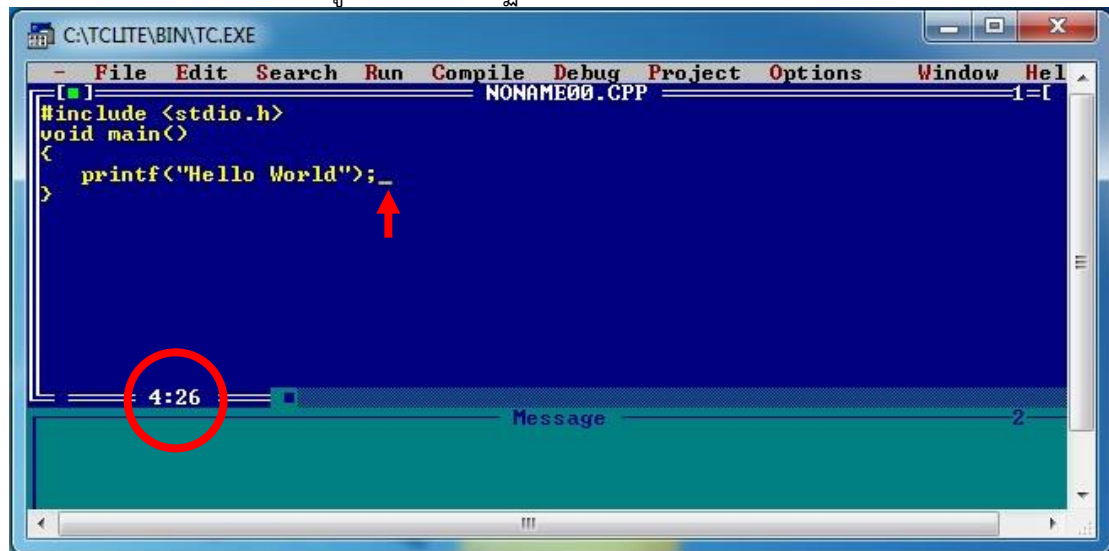 C:\TCLITE\BIN\TC.EXE
- File Edit Search Run Compile Debug Project Options Window Hel
[■] NONAME00.CPP 1=[
#include <stdio.h>
void main()
{
printf("Hello World");_
}
4:26
Message 2